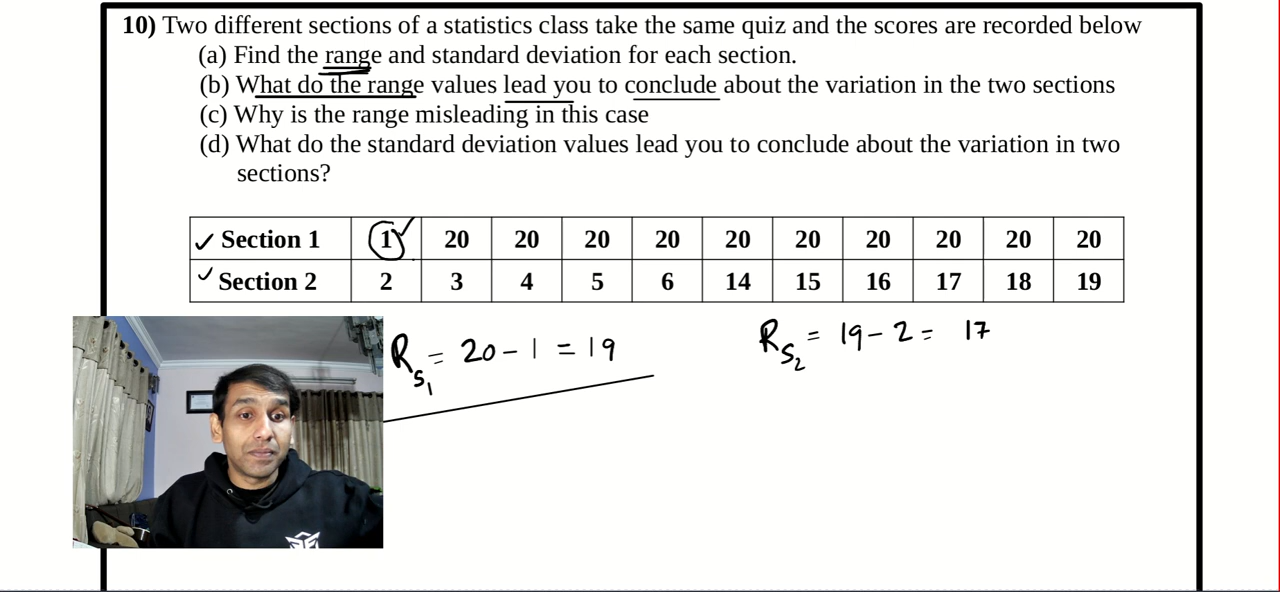 10) Two different sections of a statistics class take the same quiz and the scores are recorded below
(a) Find the range and standard deviation for each section.
(b) What do the range values lead you to conclude about the variation in the two sections
(c) Why is the range misleading in this case
(d) What do the standard deviation values lead you to conclude about the variation in two
sections?
✓ Section 1 1 ✓ 20 20 20 20 20 20 20 20 20 20
✓ Section 2 2 3 4 5 6 14 15 16 17 18 19
R_S₁ = 20 - 1 = 19 R_S₂ = 19 - 2 = 17